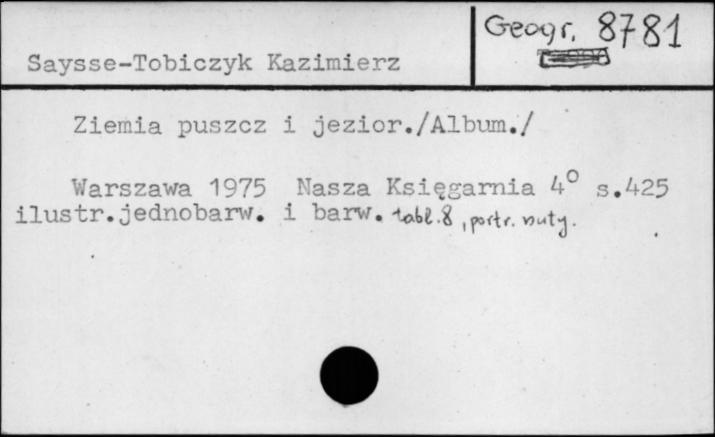 Geogr. 8781
Saysse-Tobiczyk Kazimierz
Ziemia puszcz i jezior./Album./
Warszawa 1975 Nasza Księgarnia 4° s.425
ilustr.jednobarw. i barw. tabl.8, portr. nuty.